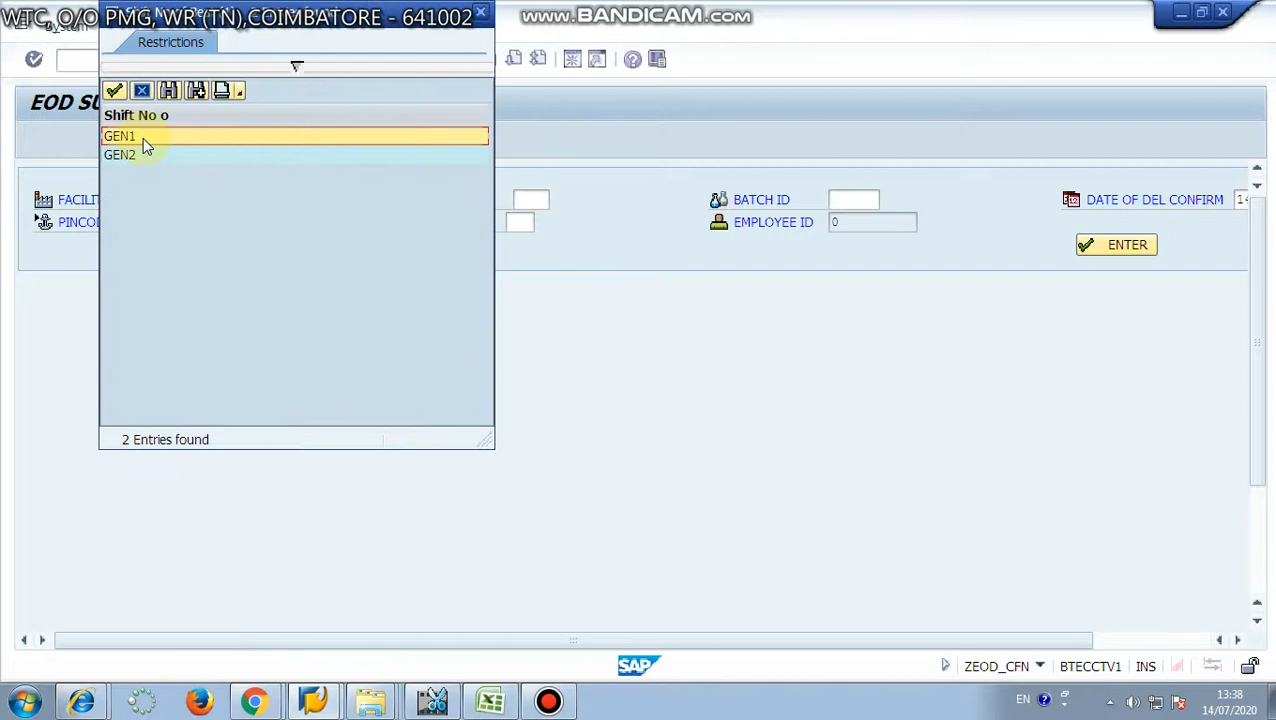 WTC, O/O PMG, WR (TN),COIMBATORE - 641002
www.BANDICAM.com
System
Restrictions
EOD SU
Shift No o
GEN1
GEN2
FACILIT
BATCH ID
DATE OF DEL CONFIRM
14
PINCOD
EMPLOYEE ID
0
ENTER
2 Entries found
SAP
ZEOD_CFN
BTECCTV1
INS
EN
13:38
14/07/2020